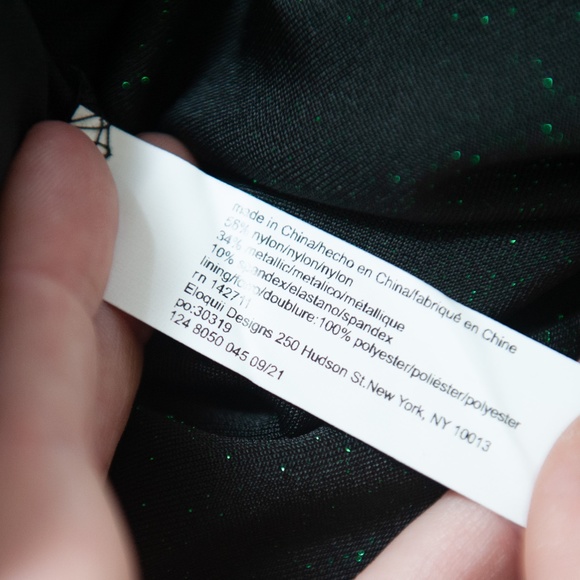 made in China/hecho en China/fabriqué en Chine
56% nylon/nylon/nylon
34% metallic/metalico/métallique
10% spandex/elastano/spandex
lining/forro/doublure:100% polyester/poliéster/polyester
rn 142711
Eloquii Designs 250 Hudson St.New York, NY 10013
po:30319
124 8050 045 09/21